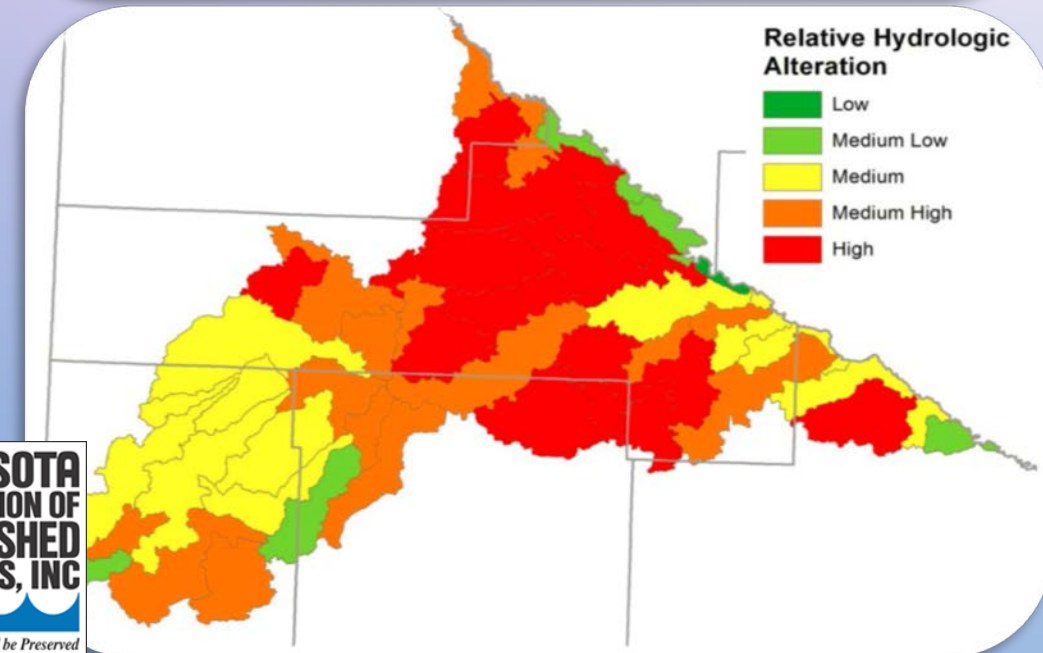 Relative Hydrologic
Alteration
Low
Medium Low
Medium
Medium High
High
SOTA
ION OF
SHED
S, INC
be Preserved